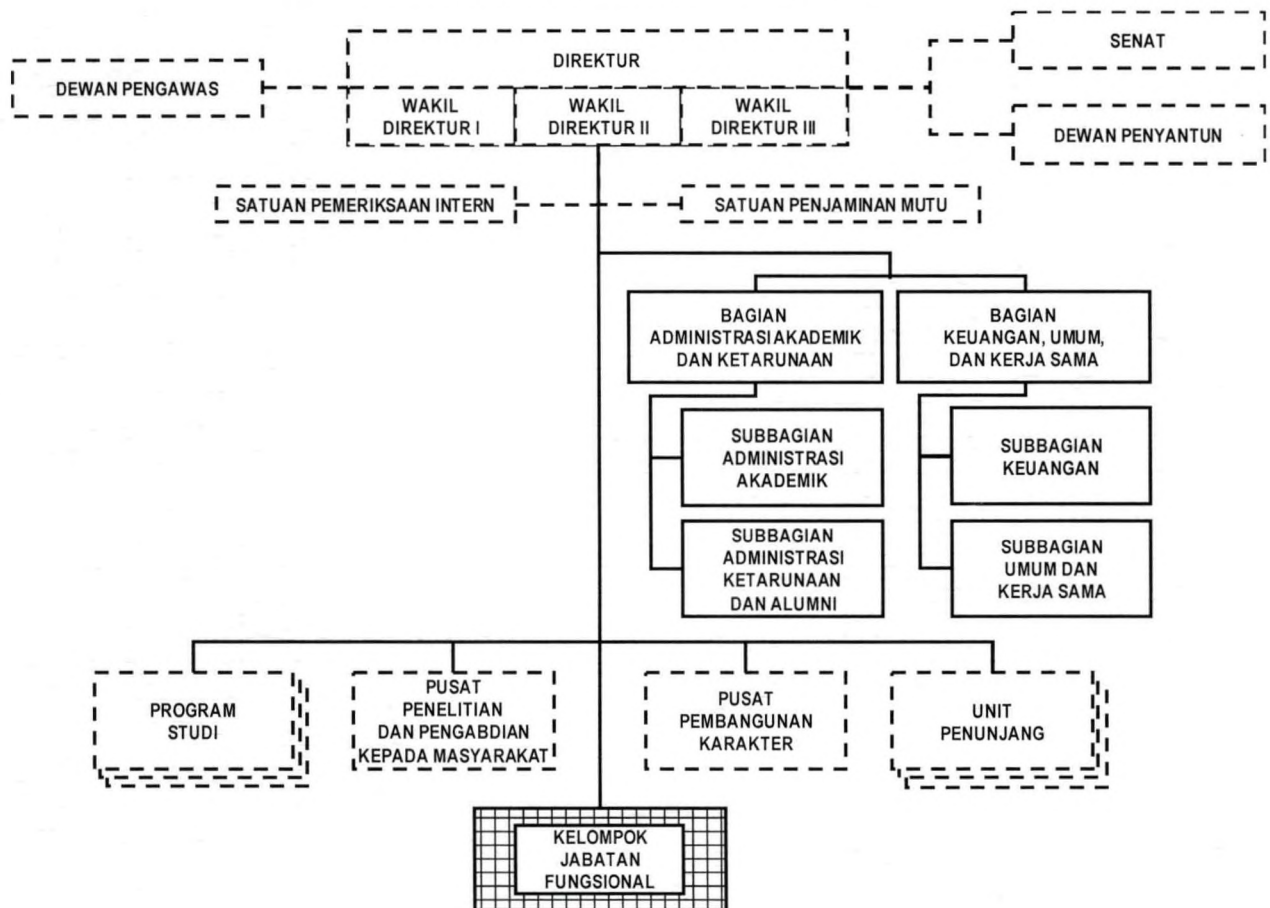 SENAT
DIREKTUR
DEWAN PENGAWAS
WAKIL
DIREKTUR I
WAKIL
DIREKTUR II
WAKIL
DIREKTUR III
DEWAN PENYANTUN
SATUAN PEMERIKSAAN INTERN
SATUAN PENJAMINAN MUTU
BAGIAN
ADMINISTRASI AKADEMIK
DAN KETARUNAAN
BAGIAN
KEUANGAN, UMUM,
DAN KERJA SAMA
SUBBAGIAN
ADMINISTRASI
AKADEMIK
SUBBAGIAN
KEUANGAN
SUBBAGIAN
ADMINISTRASI
KETARUNAAN
DAN ALUMNI
SUBBAGIAN
UMUM DAN
KERJA SAMA
PROGRAM
STUDI
PUSAT
PENELITIAN
DAN PENGABDIAN
KEPADA MASYARAKAT
PUSAT
PEMBANGUNAN
KARAKTER
UNIT
PENUNJANG
KELOMPOK
JABATAN
FUNGSIONAL